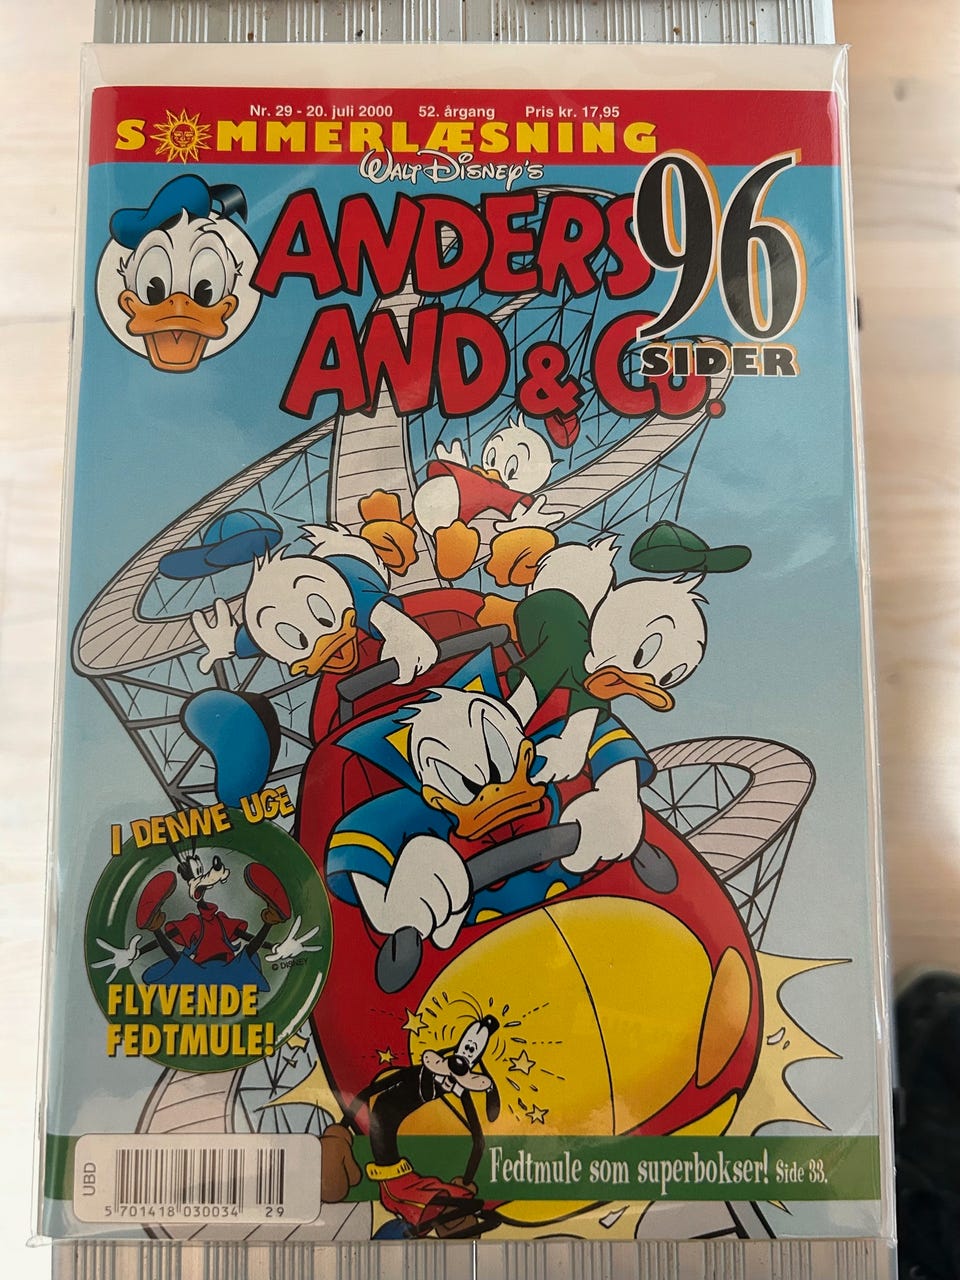 Nr. 29 - 20. juli 2000 52. årgang Pris kr. 17,95
SOMMERLÆSNING
WALT DISNEY'S
ANDERS
AND & Co.
96
SIDER
I DENNE UGE
© DISNEY
FLYVENDE
FEDTMULE!
Fedtmule som superbokser! Side 33.
UBD
5 701418 030034 29